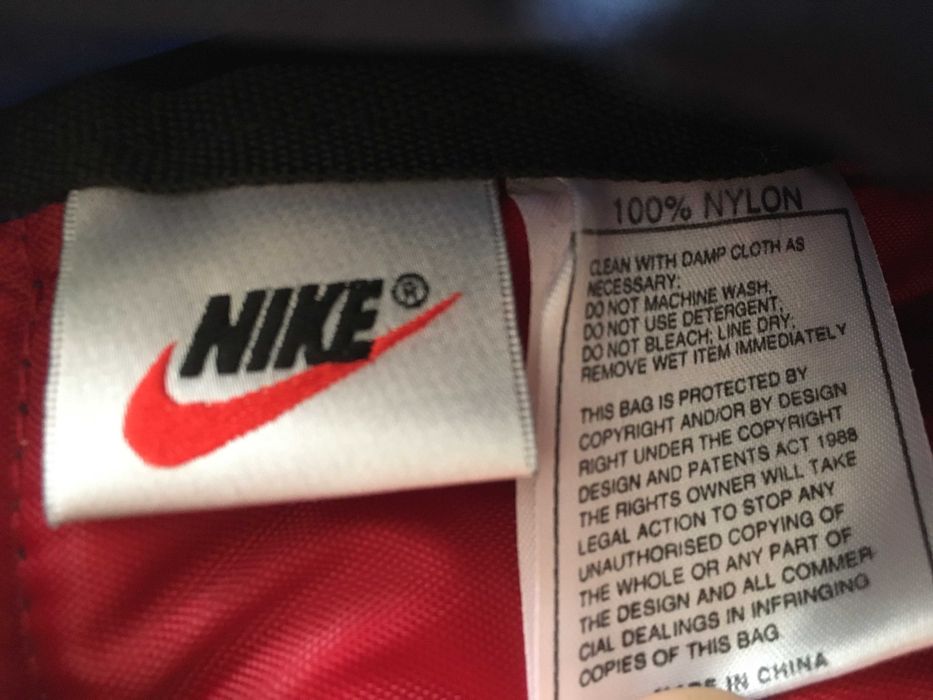 NIKE®
100% NYLON
CLEAN WITH DAMP CLOTH AS
NECESSARY:
DO NOT MACHINE WASH,
DO NOT USE DETERGENT,
DO NOT BLEACH; LINE DRY;
REMOVE WET ITEM IMMEDIATELY
THIS BAG IS PROTECTED BY
COPYRIGHT AND/OR BY DESIGN
RIGHT UNDER THE COPYRIGHT
DESIGN AND PATENTS ACT 1988
THE RIGHTS OWNER WILL TAKE
LEGAL ACTION TO STOP ANY
UNAUTHORISED COPYING OF
THE WHOLE OR ANY PART OF
THE DESIGN AND ALL COMMER-
CIAL DEALINGS IN INFRINGING
COPIES OF THIS BAG
MADE IN CHINA